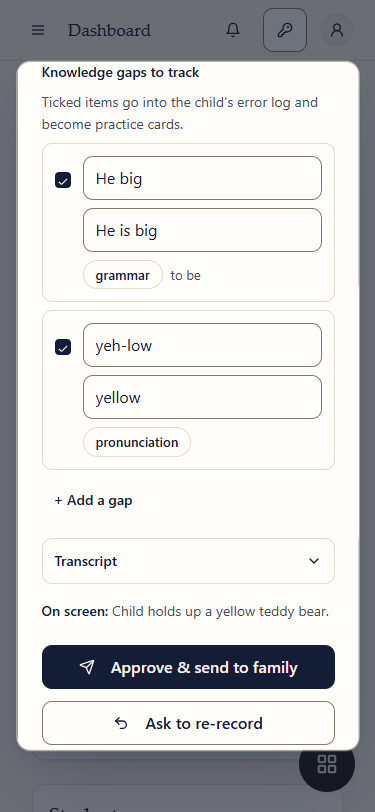 Dashboard
Knowledge gaps to track
Ticked items go into the child's error log and
become practice cards.
He big
He is big
grammar to be
yeh-low
yellow
pronunciation
+ Add a gap
Transcript
On screen: Child holds up a yellow teddy bear.
Approve & send to family
Ask to re-record